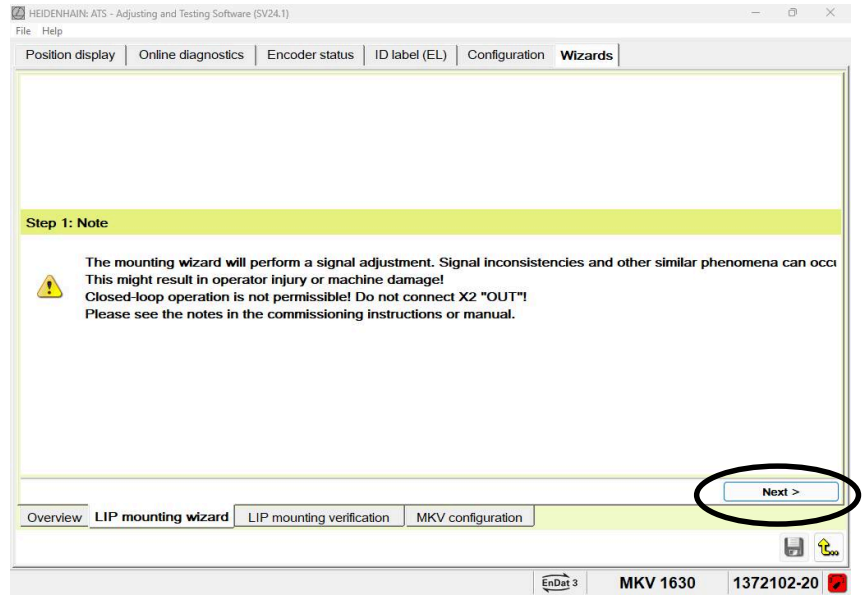 HEIDENHAIN: ATS - Adjusting and Testing Software (SV24.1)
File Help
Position display Online diagnostics Encoder status ID label (EL) Configuration Wizards
Step 1: Note
The mounting wizard will perform a signal adjustment. Signal inconsistencies and other similar phenomena can occu
This might result in operator injury or machine damage!
Closed-loop operation is not permissible! Do not connect X2 "OUT"!
Please see the notes in the commissioning instructions or manual.
Next >
Overview LIP mounting wizard LIP mounting verification MKV configuration
EnDat 3 MKV 1630 1372102-20